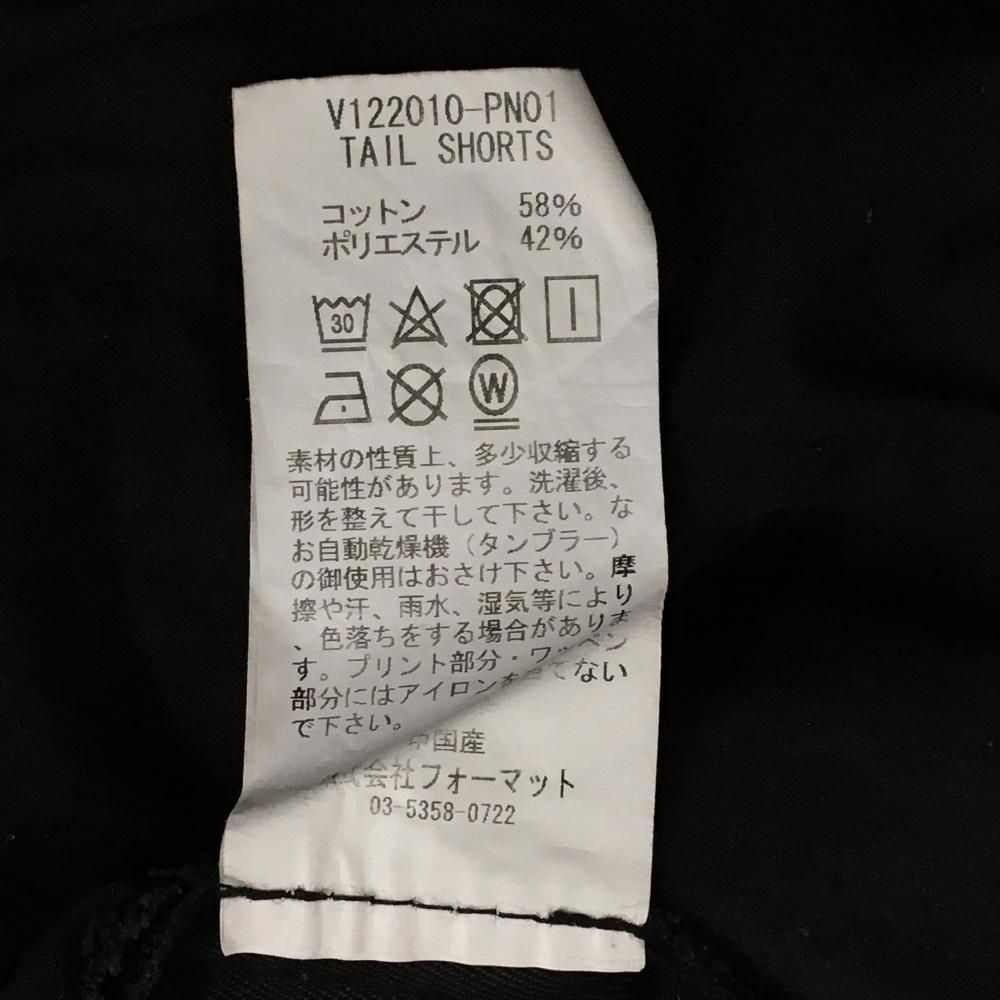 V122010-PN01
TAIL SHORTS
コットン 58%
ポリエステル 42%
30
W
素材の性質上、多少収縮する
可能性があります。洗濯後、
形を整えて干して下さい。な
お自動乾燥機（タンブラー）
の御使用はおさけ下さい。摩
擦や汗、雨水、湿気等により
、色落ちをする場合がありま
す。プリント部分・ワッペン
部分にはアイロンを当てない
で下さい。
中国産
式会社フォーマット
03-5358-0722